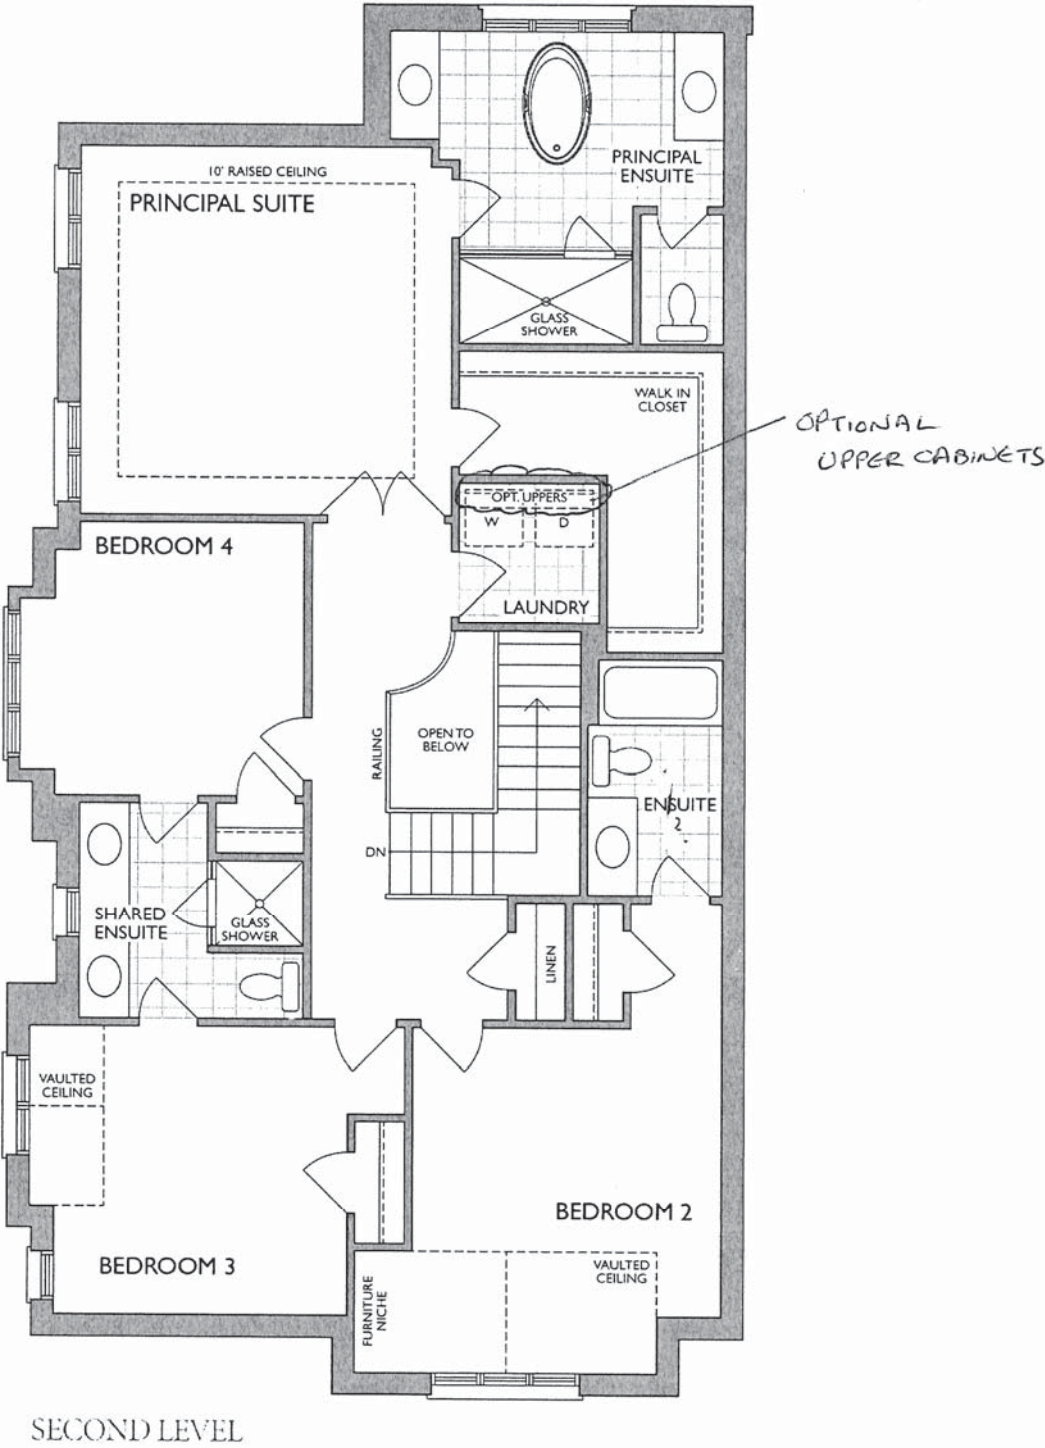 PRINCIPAL
ENSUITE
10' RAISED CEILING
PRINCIPAL SUITE
GLASS
SHOWER
WALK IN
CLOSET
OPTIONAL
UPPER CABINETS
OPT. UPPERS
W D
BEDROOM 4
LAUNDRY
OPEN TO
BELOW
RAILING
ENSUITE
2
DN
SHARED
ENSUITE
GLASS
SHOWER
LINEN
VAULTED
CEILING
BEDROOM 2
BEDROOM 3
VAULTED
CEILING
FURNITURE
NICHE
SECOND LEVEL